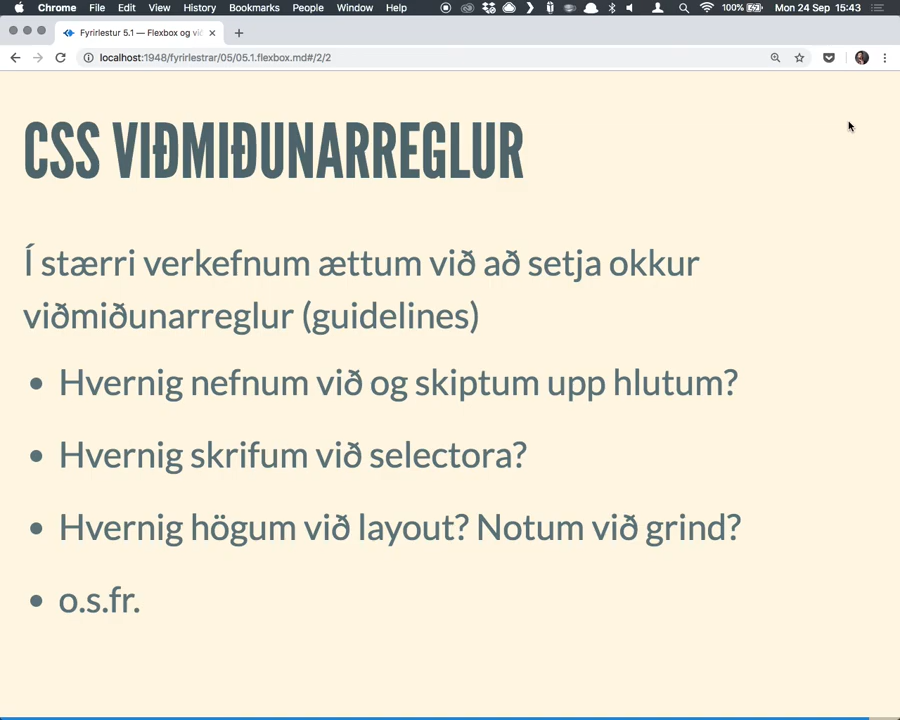 Chrome File Edit View History Bookmarks People Window Help 100% Mon 24 Sep 15:43
Fyrirlestur 5.1 — Flexbox og
localhost:1948/fyrirlestrar/05/05.1.flexbox.md#/2/2
CSS VIÐMIÐUNARREGLUR
Í stærri verkefnum ættum við að setja okkur
viðmiðunarreglur (guidelines)
• Hvernig nefnum við og skiptum upp hlutum?
• Hvernig skrifum við selectora?
• Hvernig högum við layout? Notum við grind?
• o.s.fr.